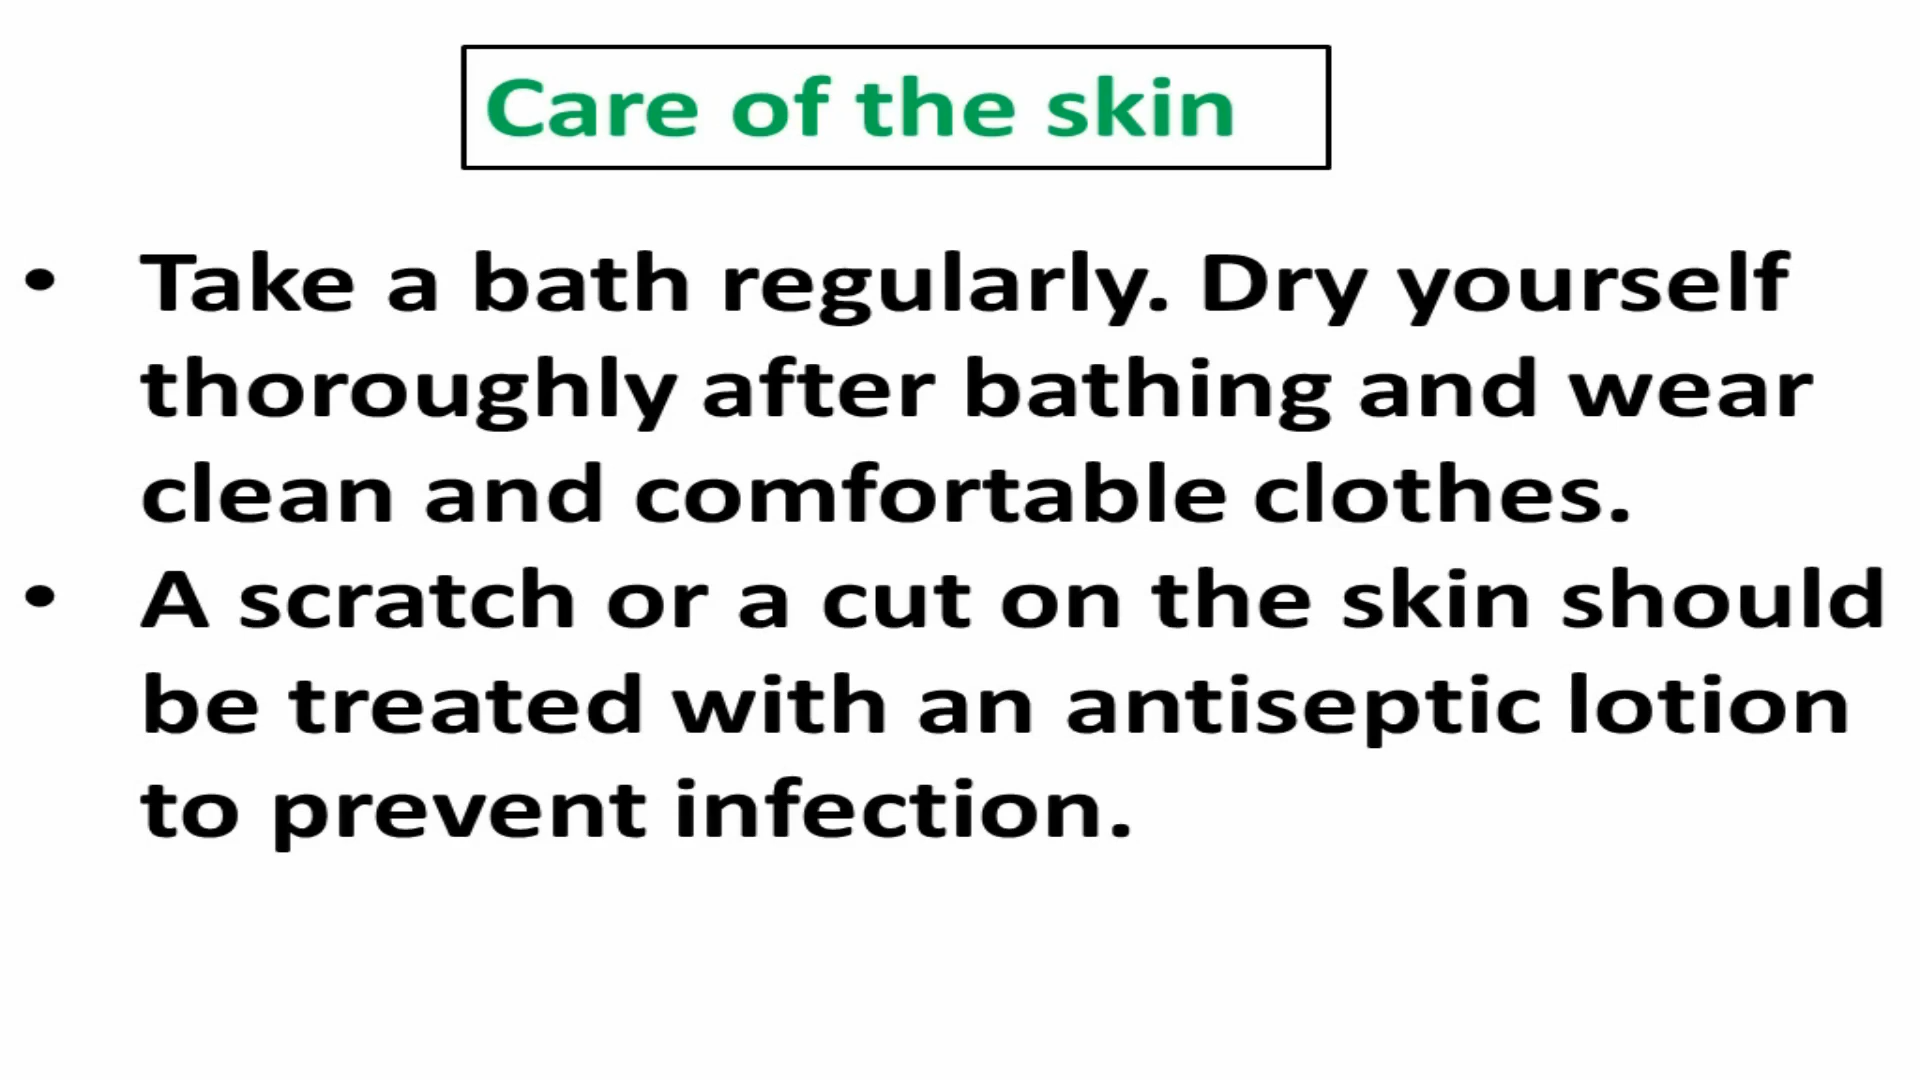 Care of the skin
• Take a bath regularly. Dry yourself
thoroughly after bathing and wear
clean and comfortable clothes.
• A scratch or a cut on the skin should
be treated with an antiseptic lotion
to prevent infection.